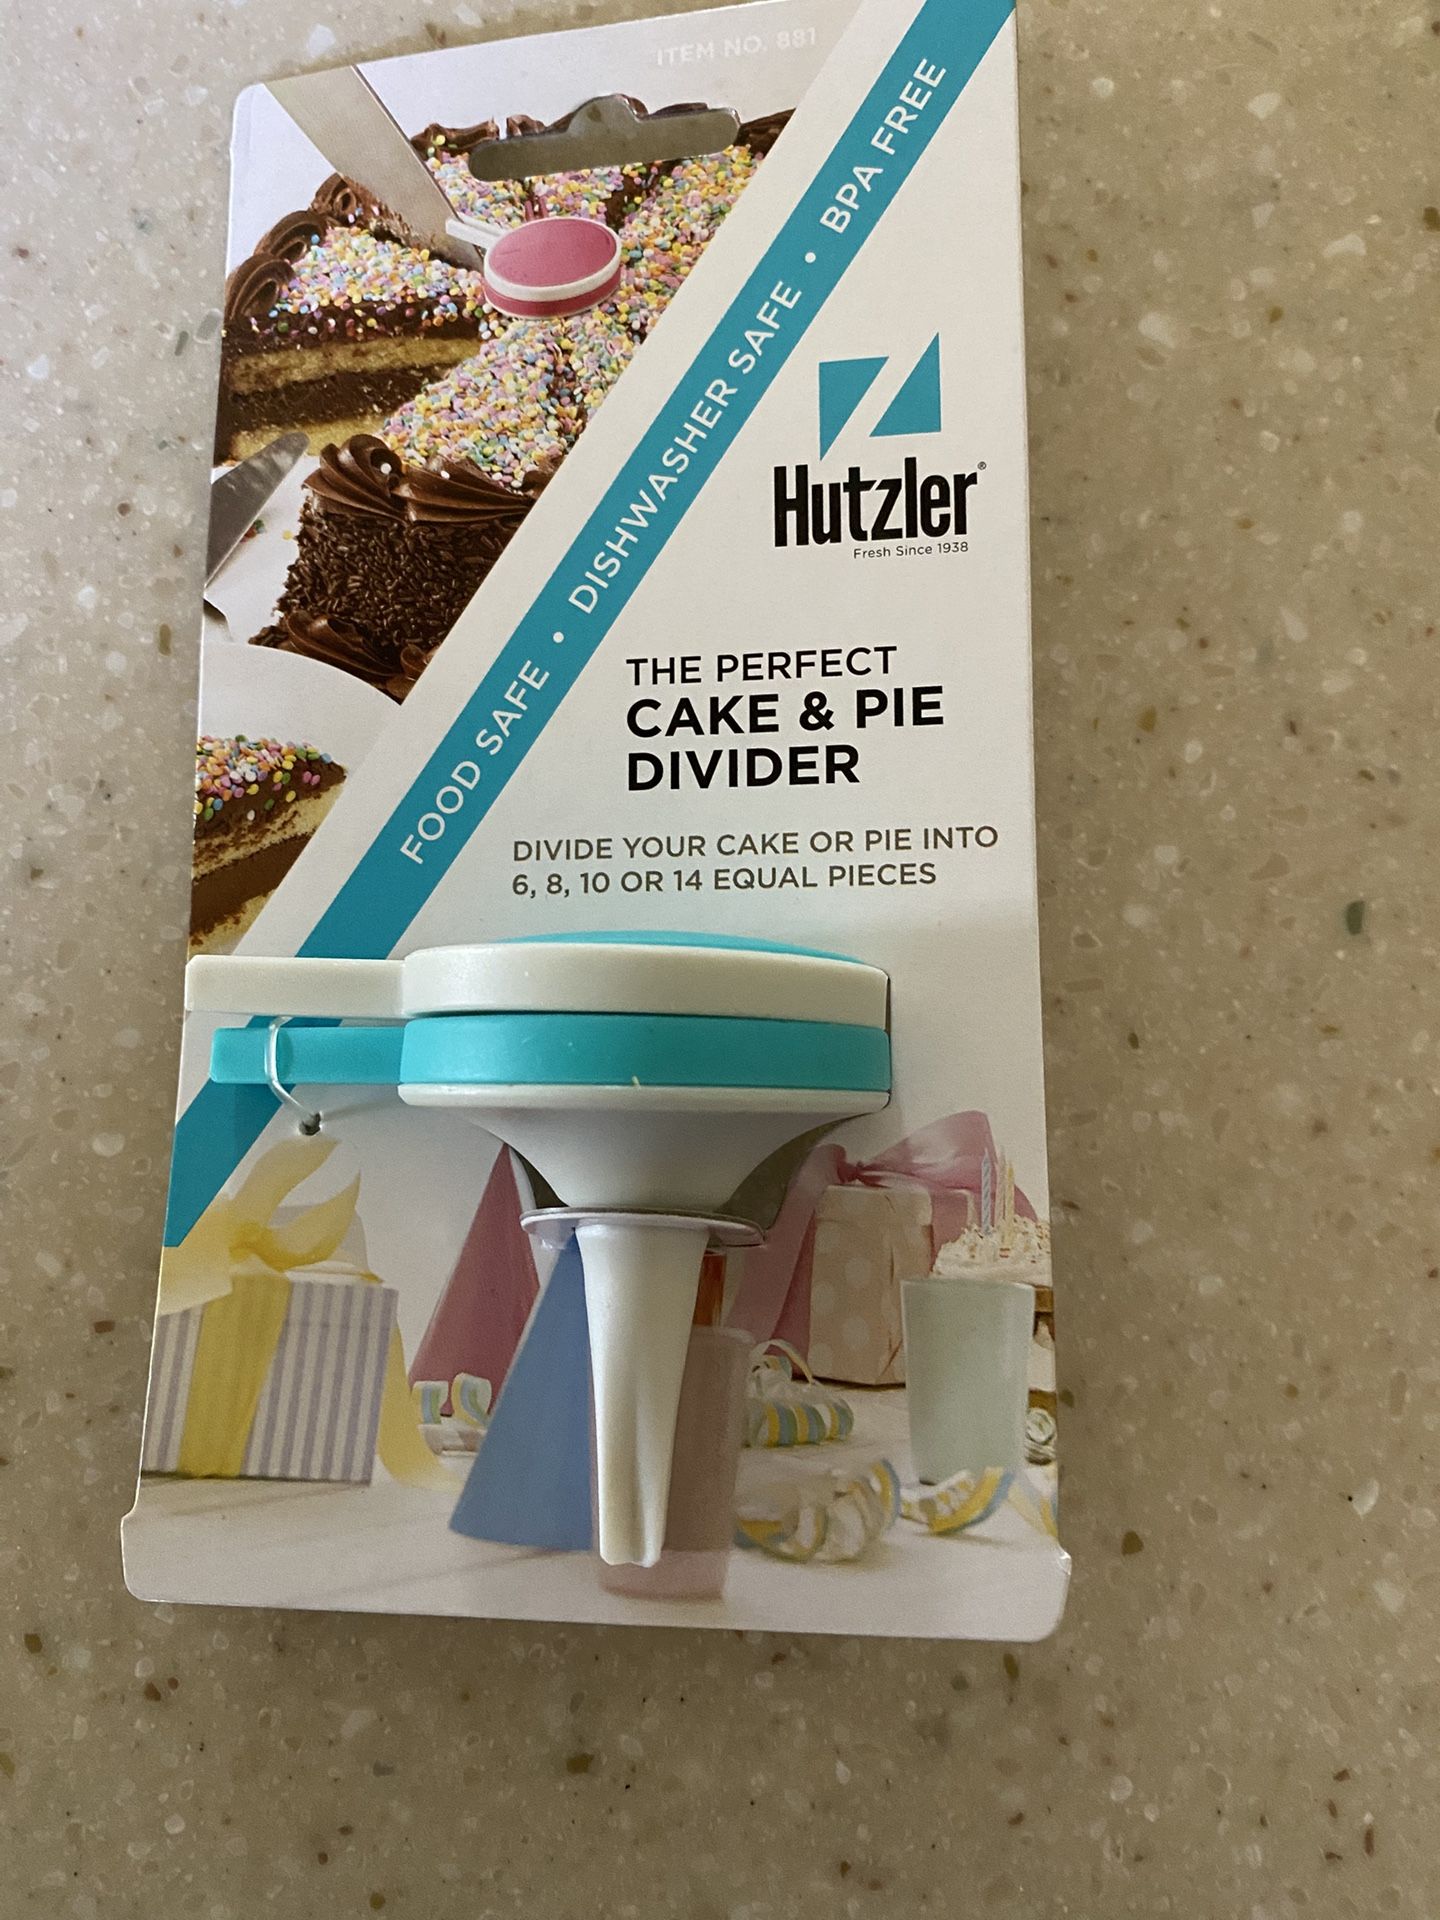 ITEM NO. 881
FOOD SAFE • DISHWASHER SAFE • BPA FREE
Hutzler®
Fresh Since 1938
THE PERFECT
CAKE & PIE
DIVIDER
DIVIDE YOUR CAKE OR PIE INTO
6, 8, 10 OR 14 EQUAL PIECES